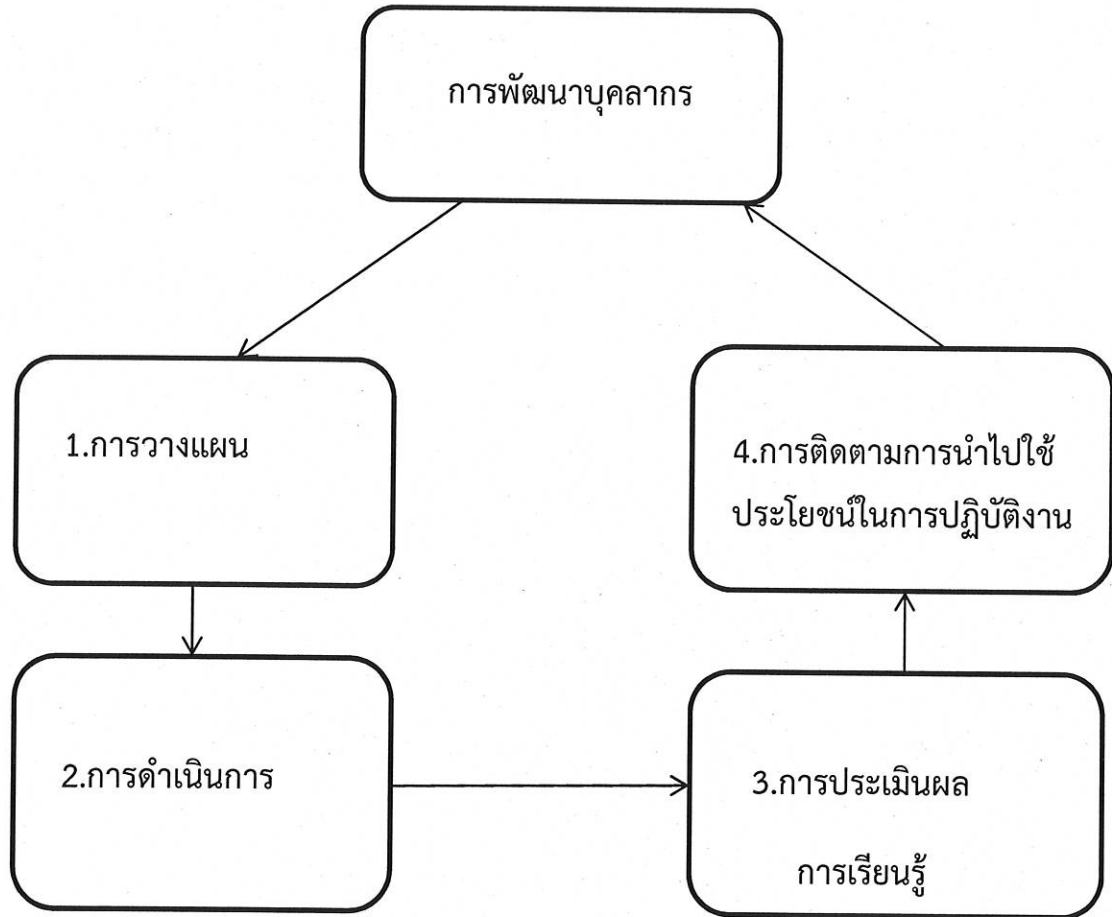 การพัฒนาบุคลากร
1.การวางแผน
2.การดำเนินการ
3.การประเมินผล
การเรียนรู้
4.การติดตามการนำไปใช้
ประโยชน์ในการปฏิบัติงาน